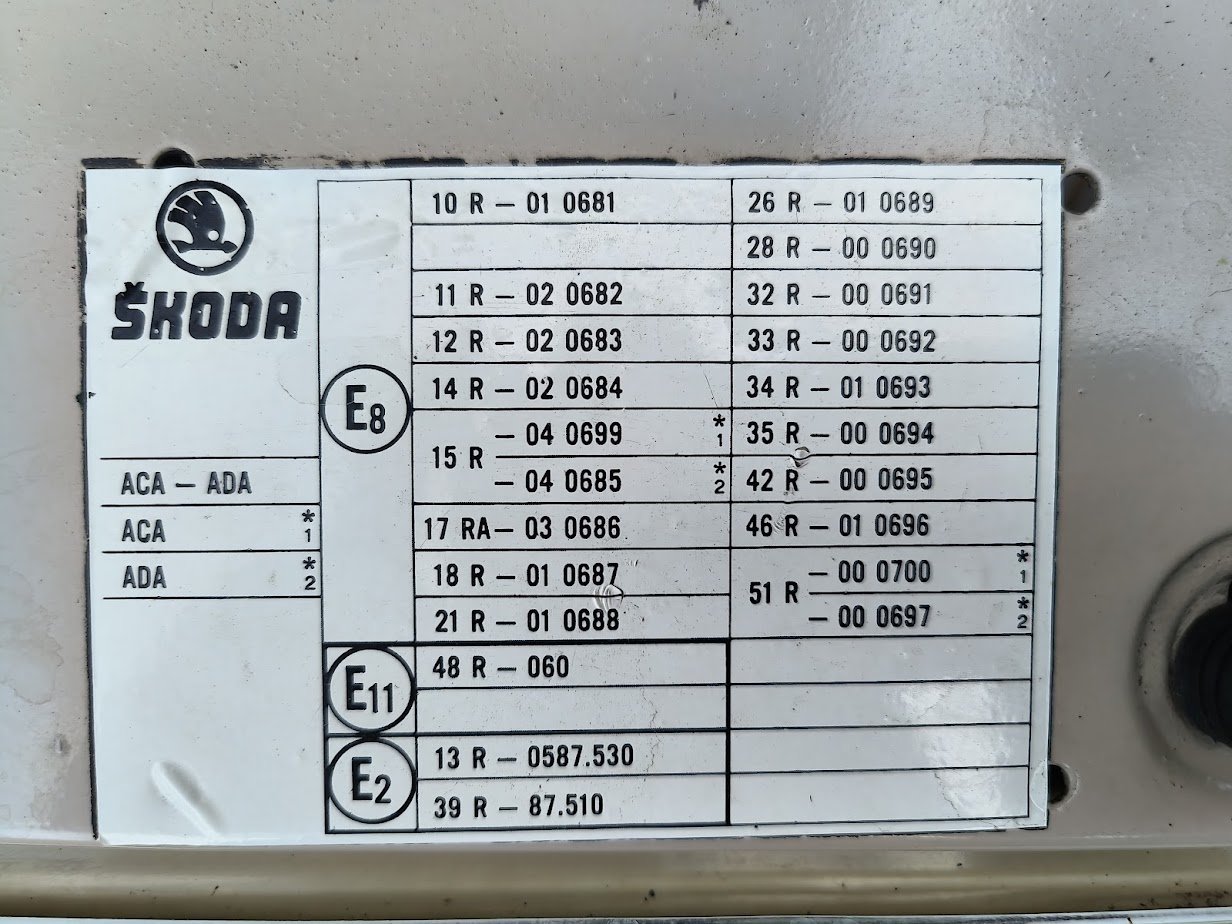 ŠKODA
ACA – ADA
ACA *1
ADA *2
E8
10 R – 01 0681
11 R – 02 0682
12 R – 02 0683
14 R – 02 0684
15 R – 04 0699 *1
– 04 0685 *2
17 RA – 03 0686
18 R – 01 0687
21 R – 01 0688
26 R – 01 0689
28 R – 00 0690
32 R – 00 0691
33 R – 00 0692
34 R – 01 0693
35 R – 00 0694
42 R – 00 0695
46 R – 01 0696
51 R – 00 0700 *1
– 00 0697 *2
E11
48 R – 060
E2
13 R – 0587.530
39 R – 87.510